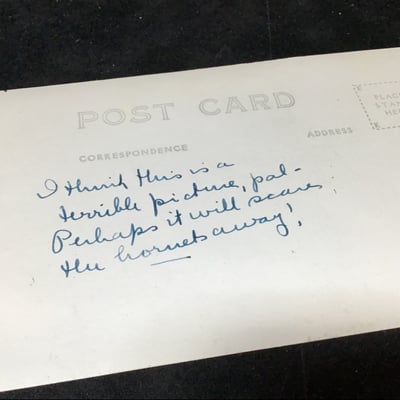 POST CARD
PLACE
STAMP
HERE
CORRESPONDENCE
ADDRESS
I think this is a
terrible picture, pal-
Perhaps it will scare
the hornets away!